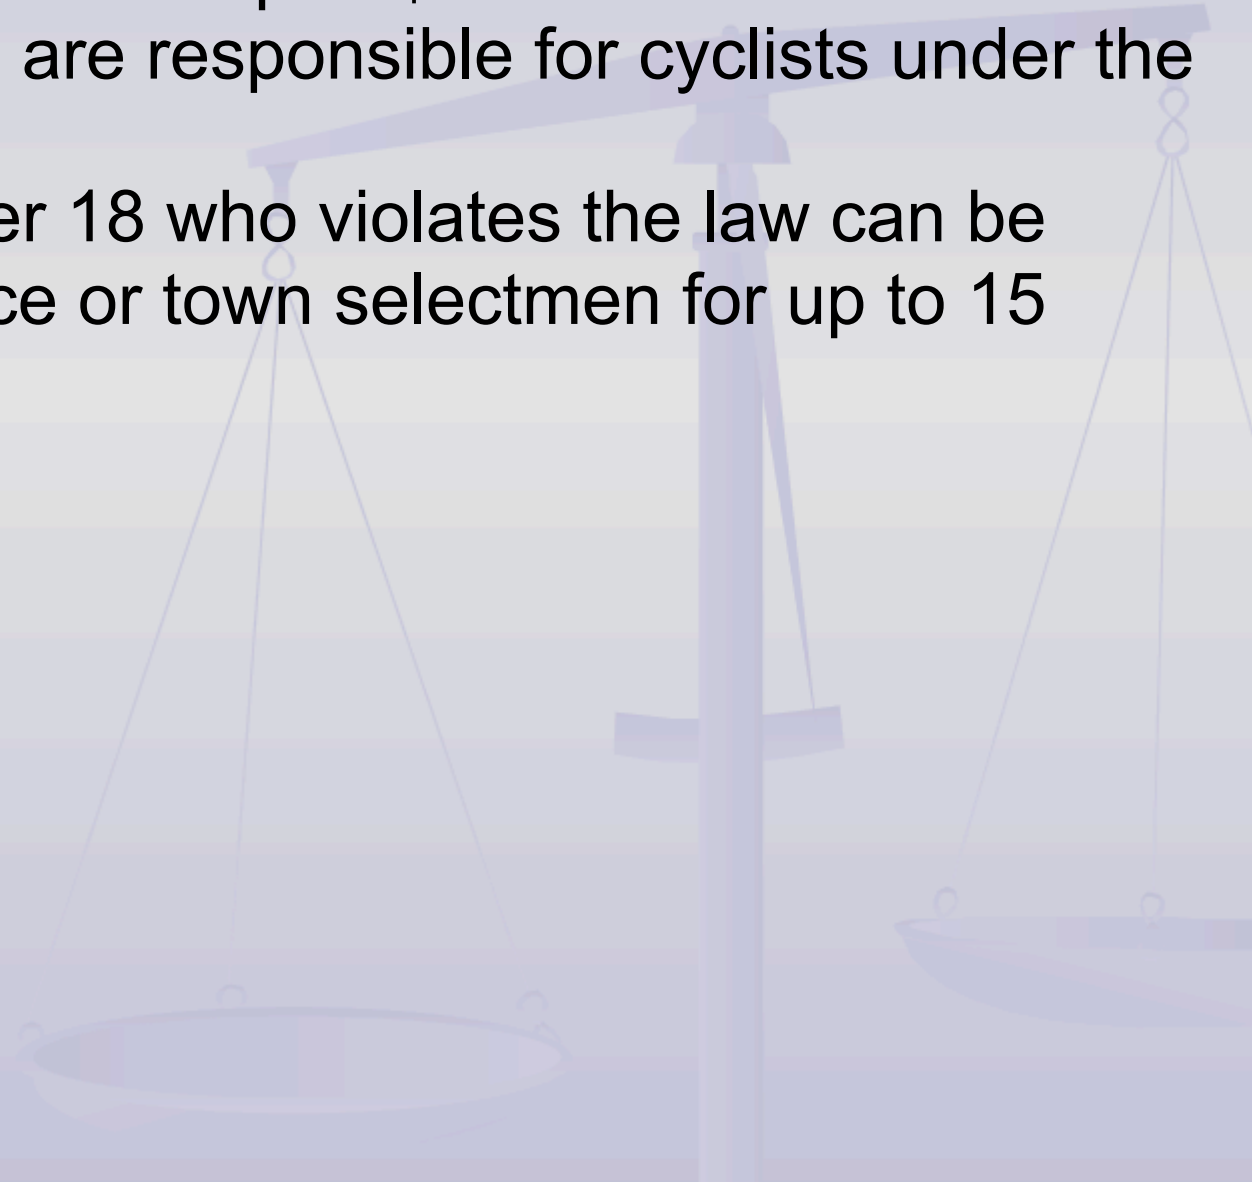 are responsible for cyclists under the
er 18 who violates the law can be
ce or town selectmen for up to 15